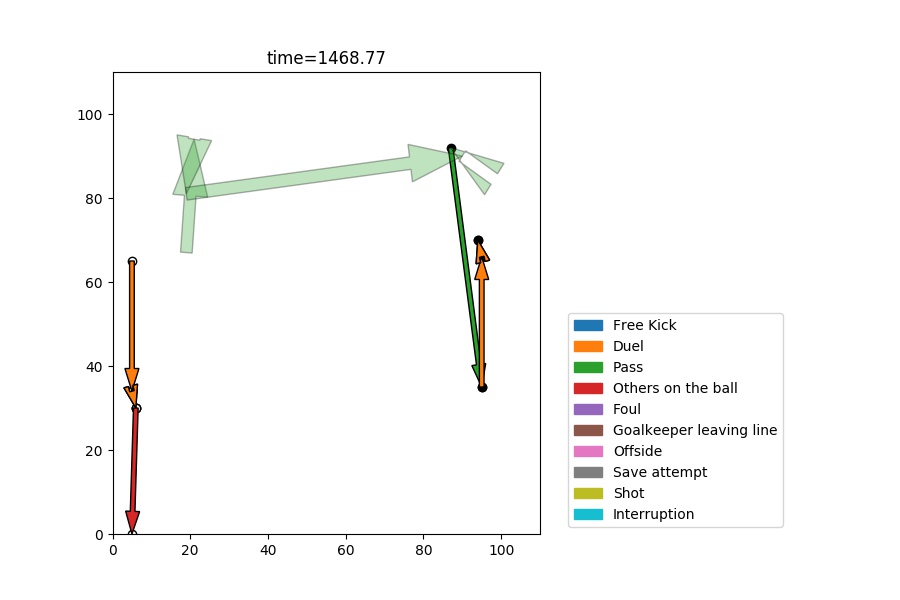 time=1468.77
100
80
60
40
20
0
0 20 40 60 80 100
Free Kick
Duel
Pass
Others on the ball
Foul
Goalkeeper leaving line
Offside
Save attempt
Shot
Interruption